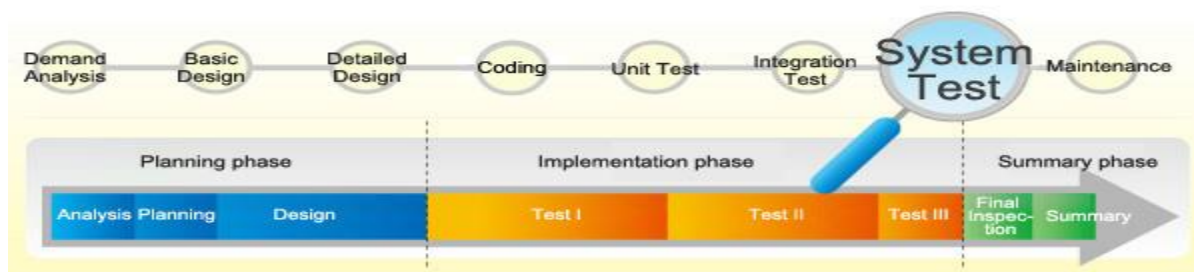 Demand
Analysis
Basic
Design
Detailed
Design
Coding
Unit Test
Integration
Test
System
Test
Maintenance
Planning phase
Implementation phase
Summary phase
Analysis
Planning
Design
Test I
Test II
Test III
Final
Inspec-
tion
Summary